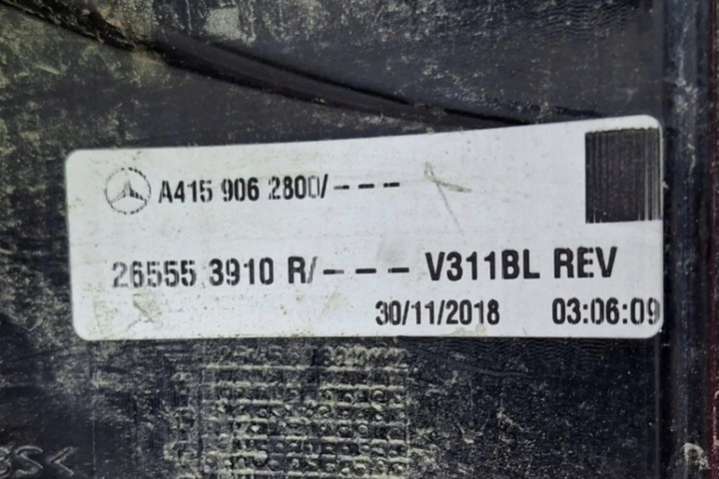 A415 906 2800/---
26555 3910 R/--- V311BL REV
30/11/2018 03:06:09